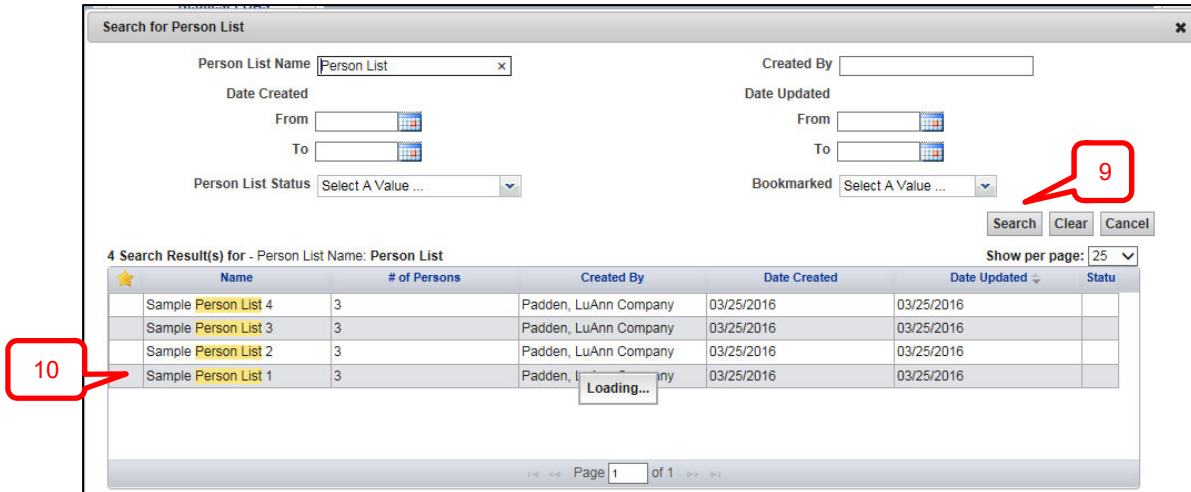 Search for Person List
Person List Name Person List × Created By
Date Created Date Updated
From From
To To
Person List Status Select A Value ... Bookmarked Select A Value ...
9
Search Clear Cancel
4 Search Result(s) for - Person List Name: Person List Show per page: 25
Name # of Persons Created By Date Created Date Updated Statu
Sample Person List 4 3 Padden, LuAnn Company 03/25/2016 03/25/2016
Sample Person List 3 3 Padden, LuAnn Company 03/25/2016 03/25/2016
Sample Person List 2 3 Padden, LuAnn Company 03/25/2016 03/25/2016
10
Sample Person List 1 3 Padden, 03/25/2016 03/25/2016
Loading...
Page 1 of 1